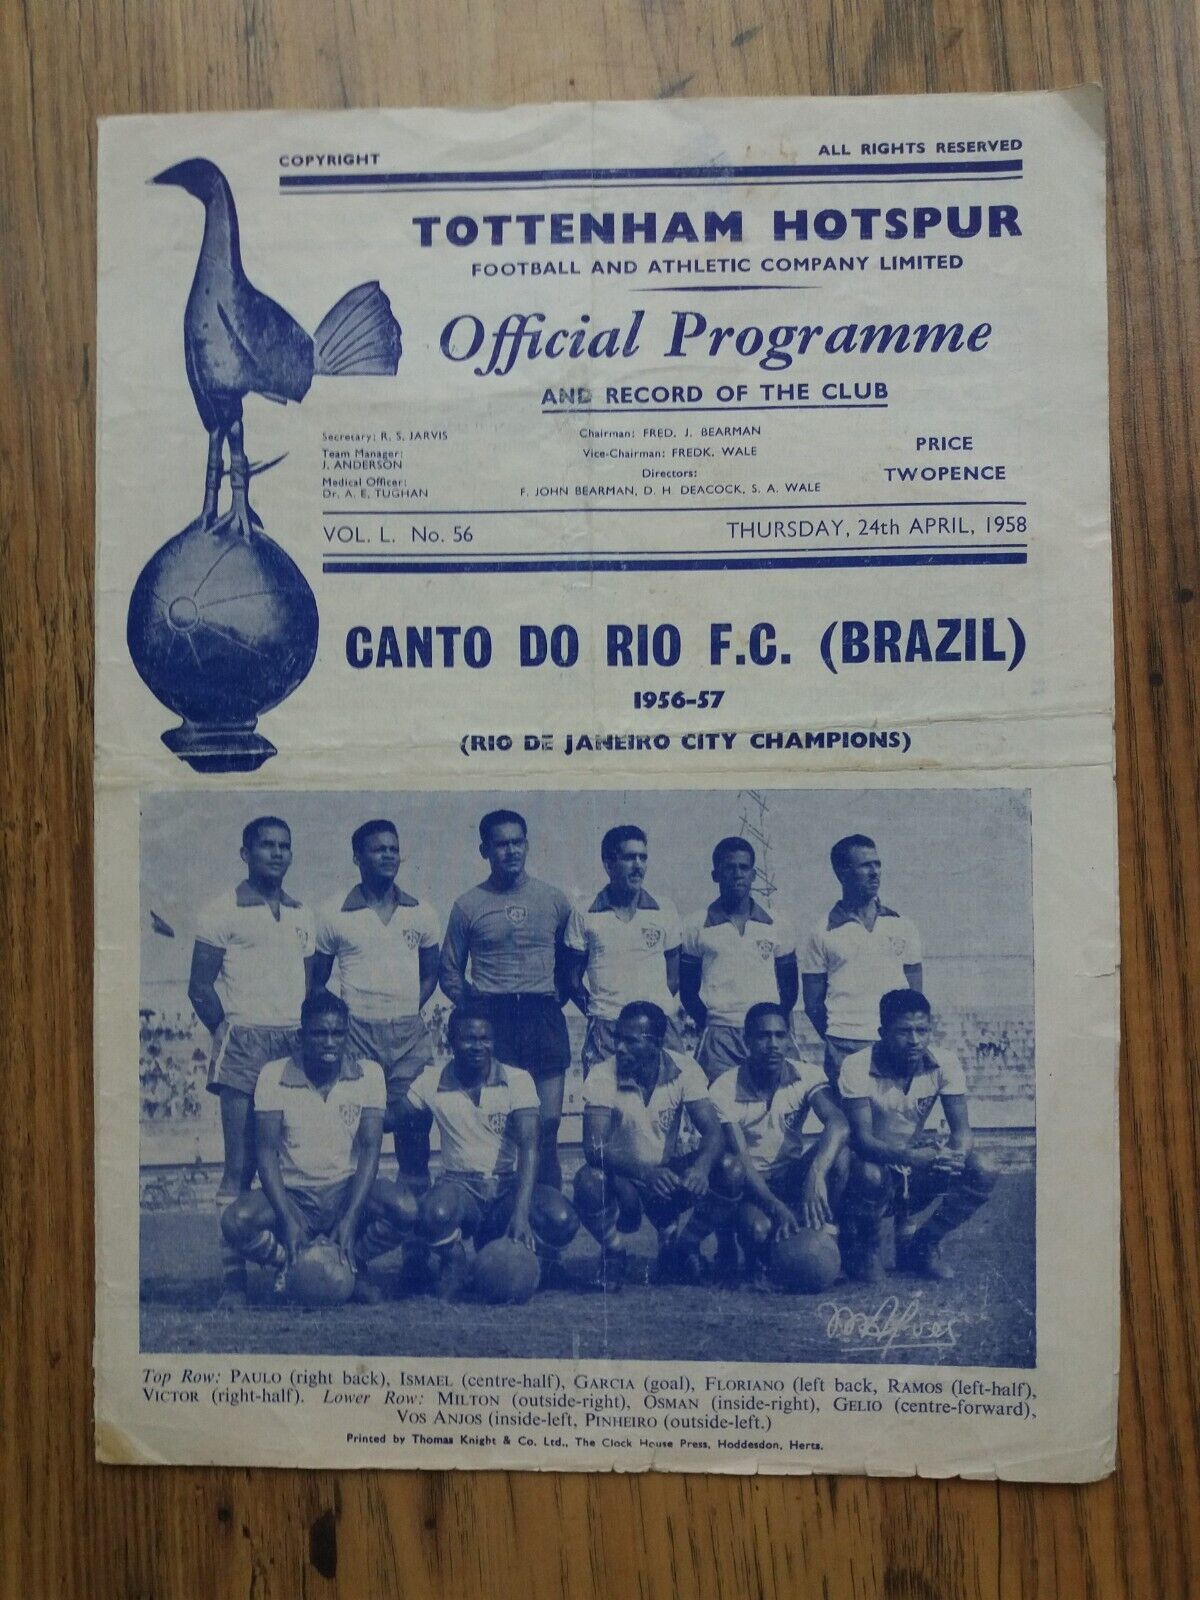 COPYRIGHT
ALL RIGHTS RESERVED
TOTTENHAM HOTSPUR
FOOTBALL AND ATHLETIC COMPANY LIMITED
Official Programme
AND RECORD OF THE CLUB
Secretary: R. S. JARVIS
Team Manager:
J. ANDERSON
Medical Officer:
Dr. A. E. TUGHAN
Chairman: FRED. J. BEARMAN
Vice-Chairman: FREDK. WALE
Directors:
F. JOHN BEARMAN, D. H. DEACOCK, S. A. WALE
PRICE
TWOPENCE
VOL. L. No. 56
THURSDAY, 24th APRIL, 1958
CANTO DO RIO F.C. (BRAZIL)
1956-57
(RIO DE JANEIRO CITY CHAMPIONS)
Top Row: PAULO (right back), ISMAEL (centre-half), GARCIA (goal), FLORIANO (left back, RAMOS (left-half),
VICTOR (right-half). Lower Row: MILTON (outside-right), OSMAN (inside-right), GELIO (centre-forward),
VOS ANJOS (inside-left, PINHEIRO (outside-left.)
Printed by Thomas Knight & Co. Ltd., The Clock House Press, Hoddesdon, Herts.